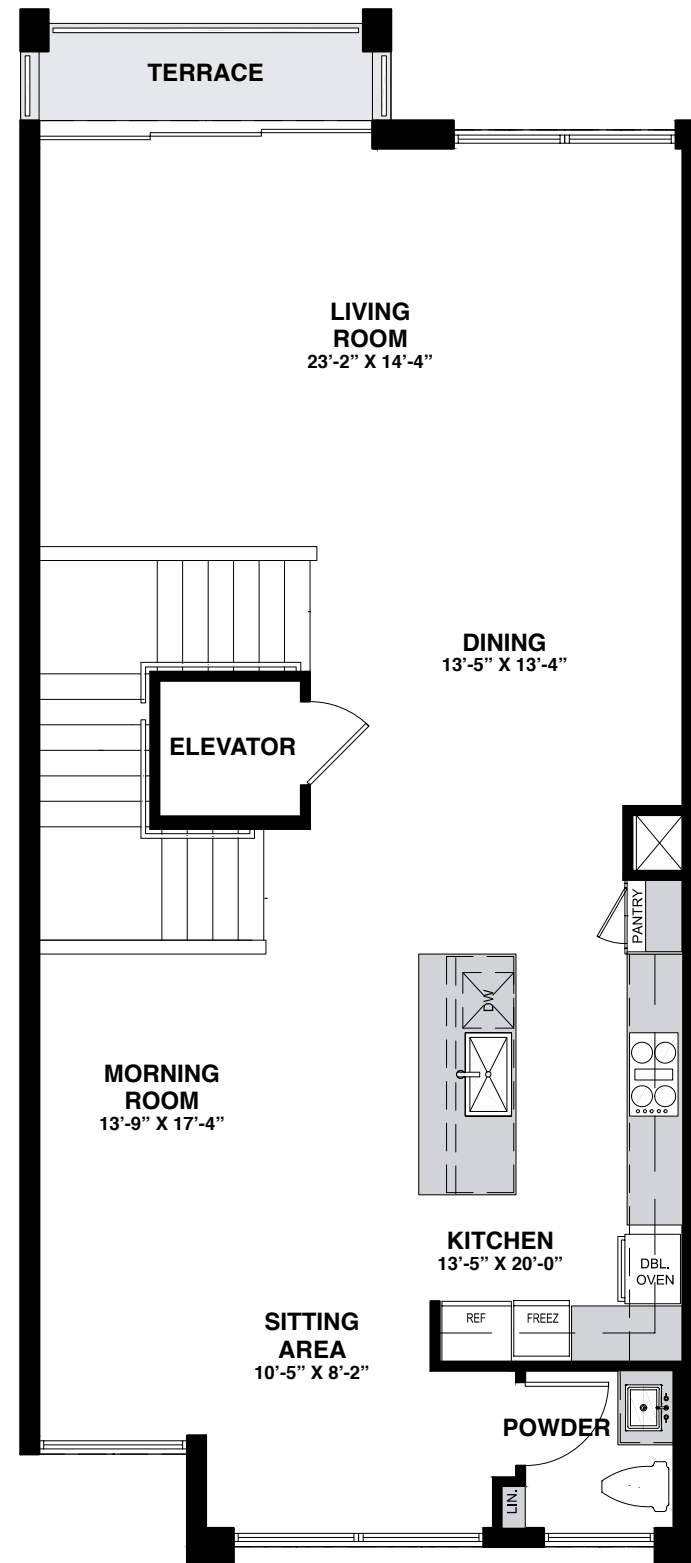 TERRACE
LIVING
ROOM
23’-2” X 14’-4”
DINING
13’-5” X 13’-4”
ELEVATOR
PANTRY
DW
MORNING
ROOM
13’-9” X 17’-4”
KITCHEN
13’-5” X 20’-0”
DBL.
OVEN
REF
FREEZ
SITTING
AREA
10’-5” X 8’-2”
POWDER
LIN.